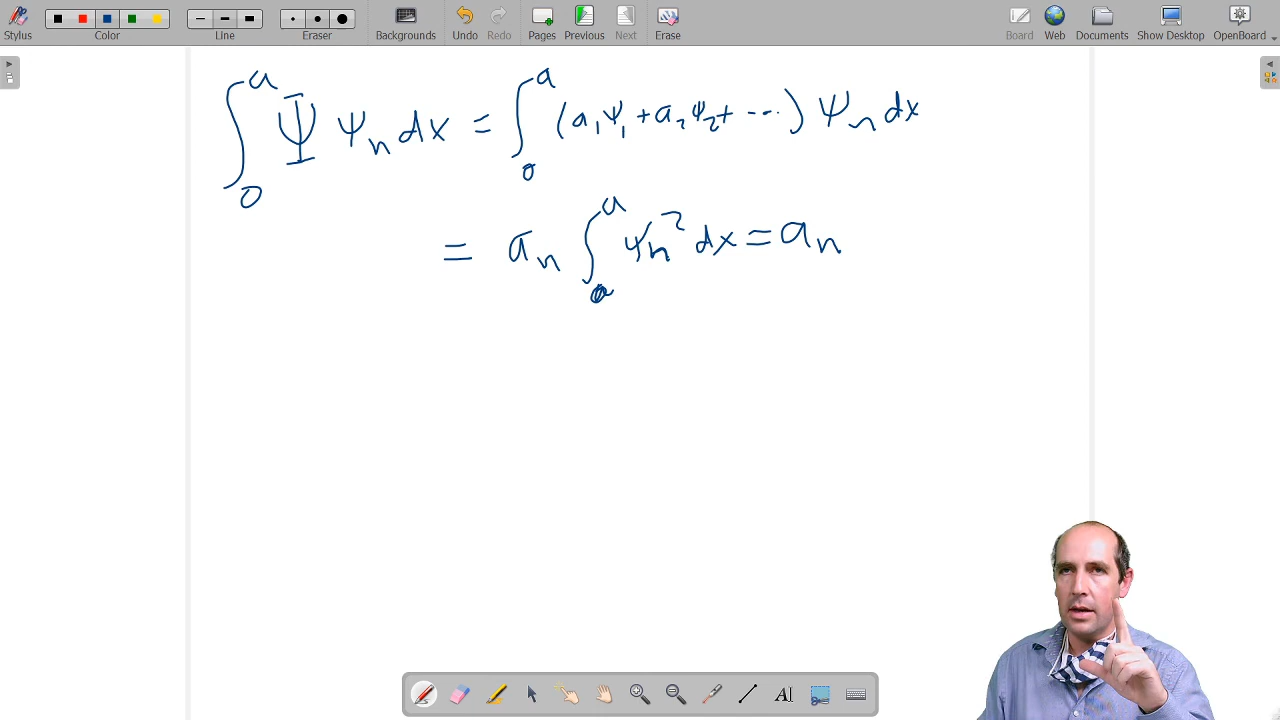 Stylus Color Line Eraser Backgrounds Undo Redo Pages Previous Next Erase Board Web Documents Show Desktop OpenBoard
∫₀ᵃ Ψ ψₙ dx = ∫₀ᵃ (a₁ψ₁ + a₂ψ₂ + ⋯) ψₙ dx
= aₙ ∫₀ᵃ ψₙ² dx = aₙ
AI